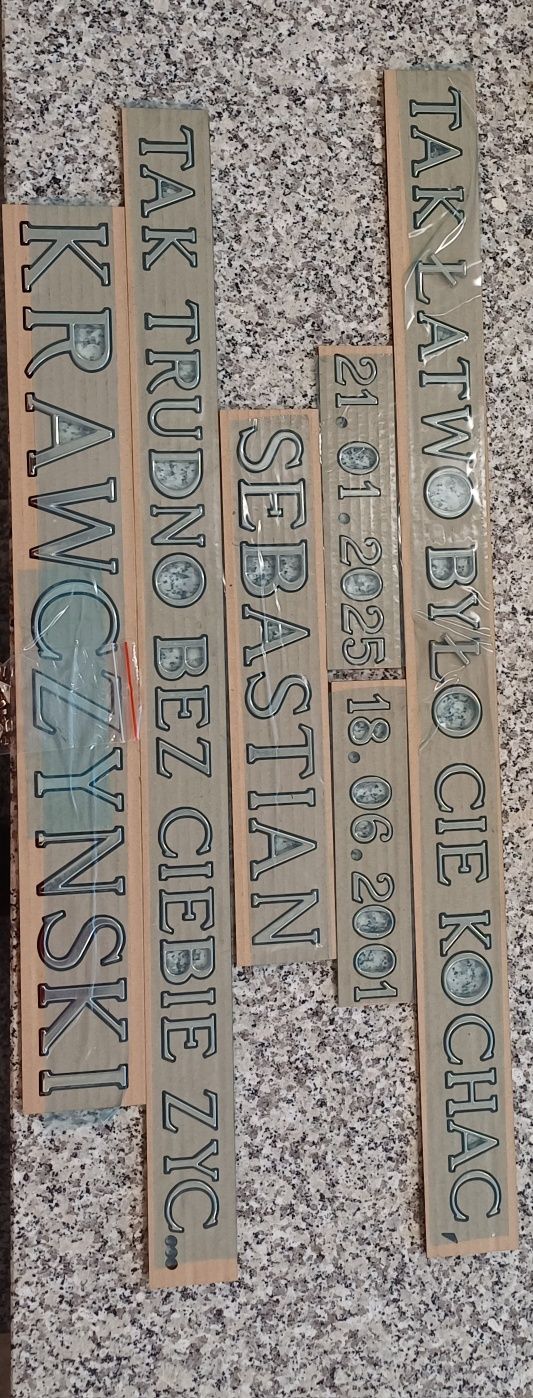 TAK ŁATWO BYŁO CIE KOCHAC,
21.01.2025
18.06.2001
SEBASTIAN
TAK TRUDNO BEZ CIEBIE ZYC...
KRAWCZYNSKI